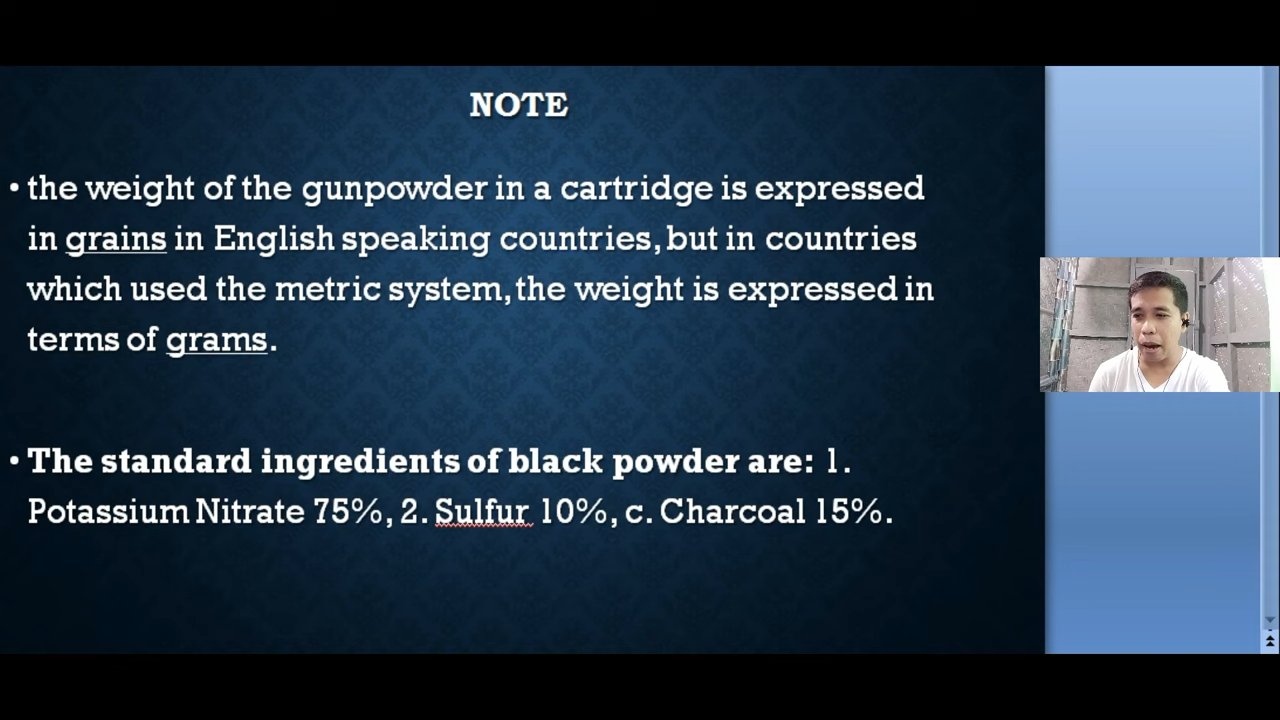 NOTE
• the weight of the gunpowder in a cartridge is expressed
in grains in English speaking countries, but in countries
which used the metric system, the weight is expressed in
terms of grams.
• The standard ingredients of black powder are: 1.
Potassium Nitrate 75%, 2. Sulfur 10%, c. Charcoal 15%.